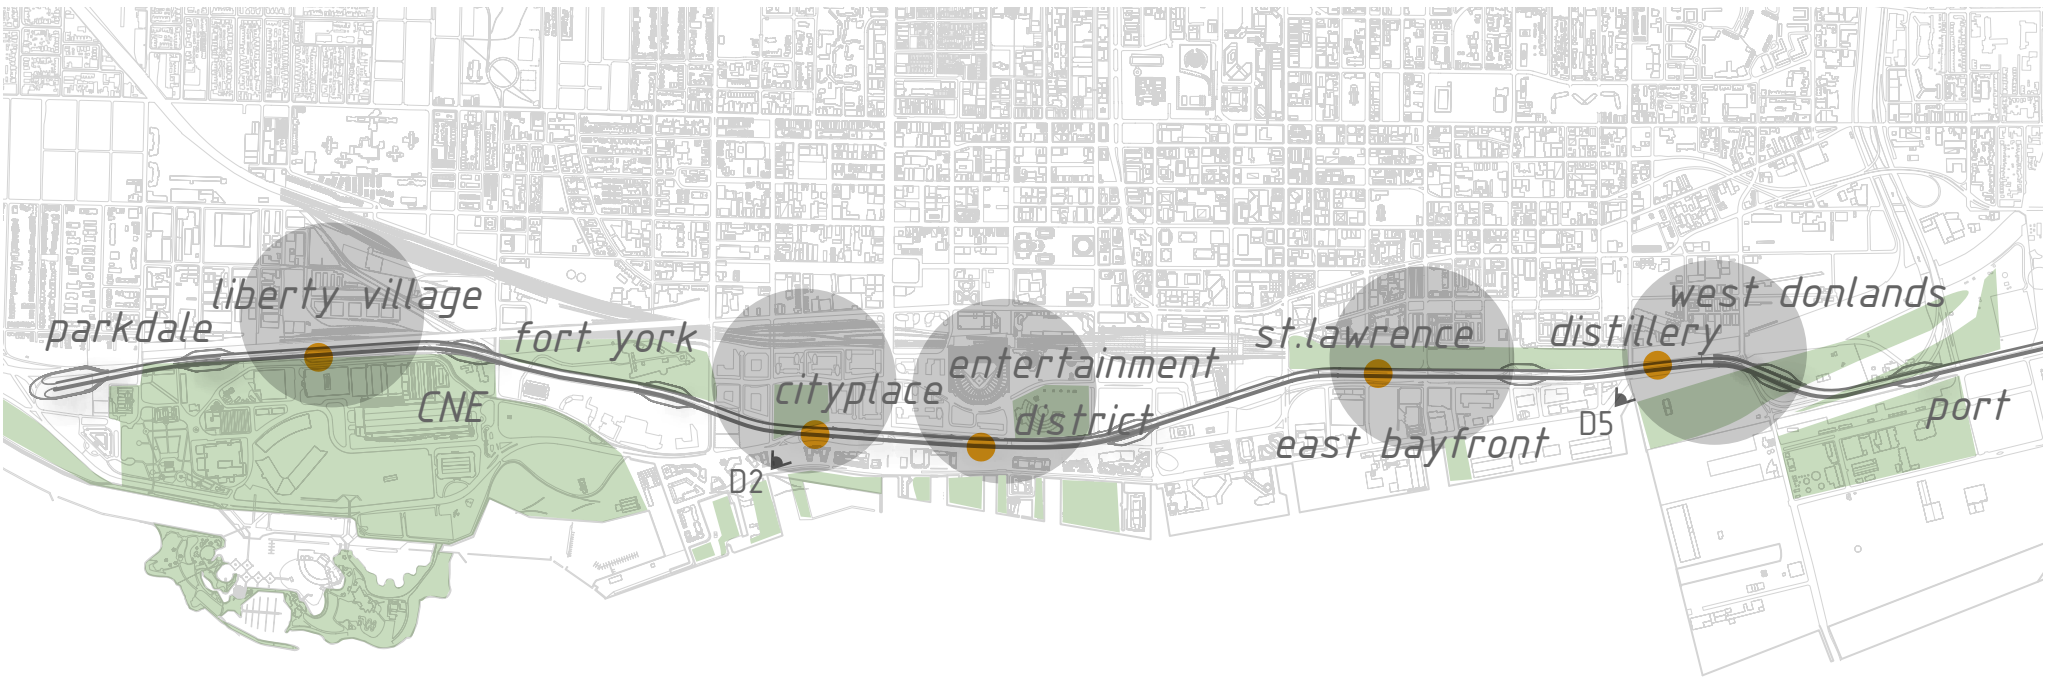 parkdale
liberty village
CNE
fort york
cityplace
D2
entertainment
district
st.lawrence
east bayfront
distillery
D5
west donlands
port